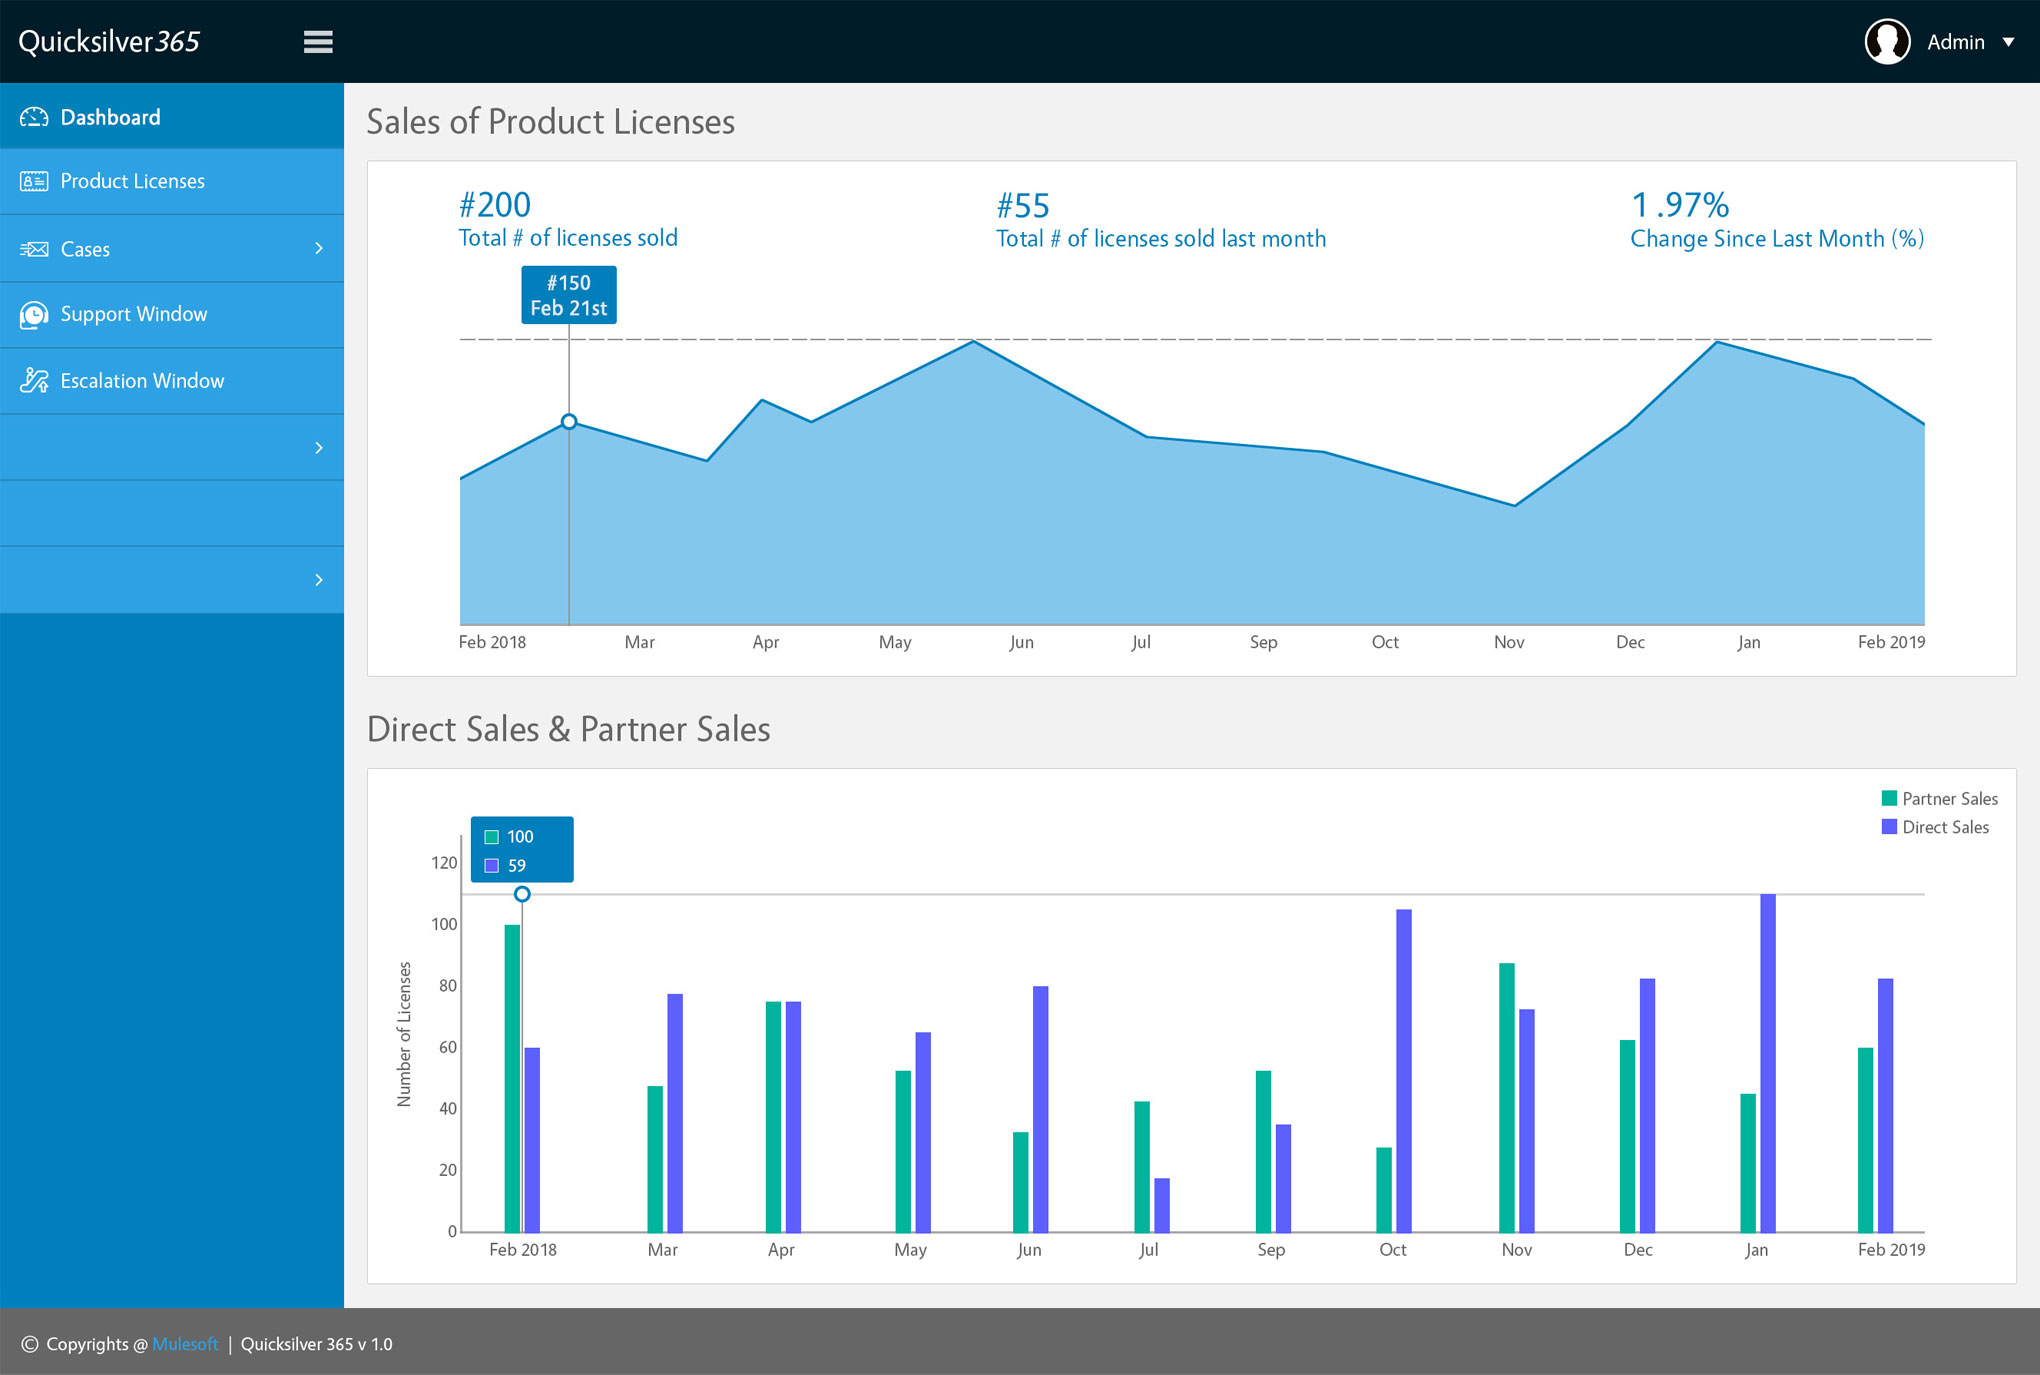 Quicksilver365
Admin
Dashboard
Product Licenses
Cases
Support Window
Escalation Window
Sales of Product Licenses
#200
Total # of licenses sold
#55
Total # of licenses sold last month
1.97%
Change Since Last Month (%)
#150
Feb 21st
Feb 2018 Mar Apr May Jun Jul Sep Oct Nov Dec Jan Feb 2019
Direct Sales & Partner Sales
Partner Sales
Direct Sales
100
59
Number of Licenses
120
100
80
60
40
20
0
Feb 2018 Mar Apr May Jun Jul Sep Oct Nov Dec Jan Feb 2019
© Copyrights @ Mulesoft | Quicksilver 365 v 1.0